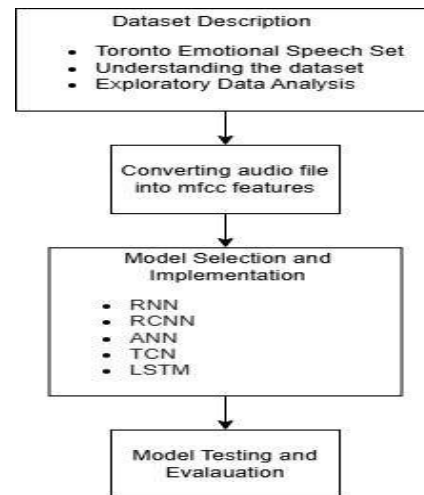 Dataset Description
• Toronto Emotional Speech Set
• Understanding the dataset
• Exploratory Data Analysis
Converting audio file
into mfcc features
Model Selection and
Implementation
• RNN
• RCNN
• ANN
• TCN
• LSTM
Model Testing and
Evalauation